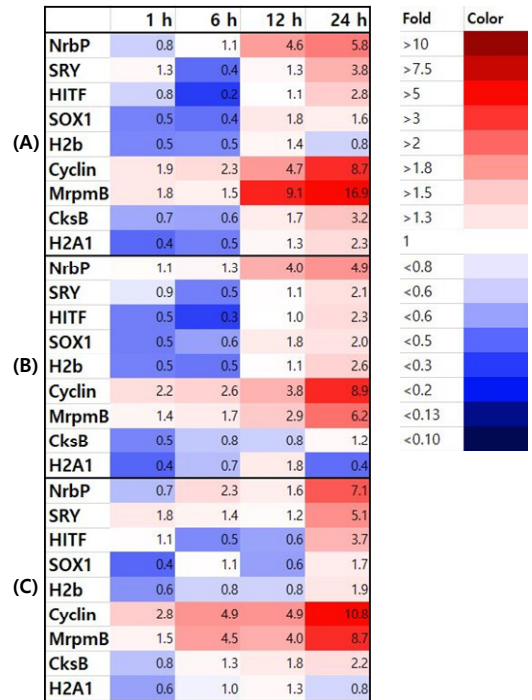 1 h 6 h 12 h 24 h
NrbP 0.8 1.1 4.6 5.8
SRY 1.3 0.4 1.3 3.8
HITF 0.8 0.2 1.1 2.8
SOX1 0.5 0.4 1.8 1.6
(A)
H2b 0.5 0.5 1.4 0.8
Cyclin 1.9 2.3 4.7 8.7
MrpmB 1.8 1.5 9.1 16.9
CksB 0.7 0.6 1.7 3.2
H2A1 0.4 0.5 1.3 2.3
NrbP 1.1 1.3 4.0 4.9
SRY 0.9 0.5 1.1 2.1
HITF 0.5 0.3 1.0 2.3
SOX1 0.5 0.6 1.8 2.0
(B)
H2b 0.5 0.5 1.1 2.6
Cyclin 2.2 2.6 3.8 8.9
MrpmB 1.4 1.7 2.9 6.2
CksB 0.5 0.8 0.8 1.2
H2A1 0.4 0.7 1.8 0.4
NrbP 0.7 2.3 1.6 7.1
SRY 1.8 1.4 1.2 5.1
HITF 1.1 0.5 0.6 3.7
SOX1 0.4 1.1 0.6 1.7
(C)
H2b 0.6 0.8 0.8 1.9
Cyclin 2.8 4.9 4.9 10.8
MrpmB 1.5 4.5 4.0 8.7
CksB 0.8 1.3 1.8 2.2
H2A1 0.6 1.0 1.3 0.8
Fold Color
>10
>7.5
>5
>3
>2
>1.8
>1.5
>1.3
1
<0.8
<0.6
<0.6
<0.5
<0.3
<0.2
<0.13
<0.10